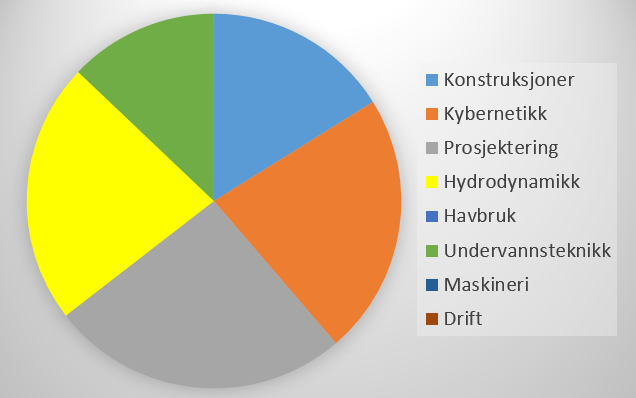 Konstruksjoner
Kybernetikk
Prosjektering
Hydrodynamikk
Havbruk
Undervannsteknikk
Maskineri
Drift